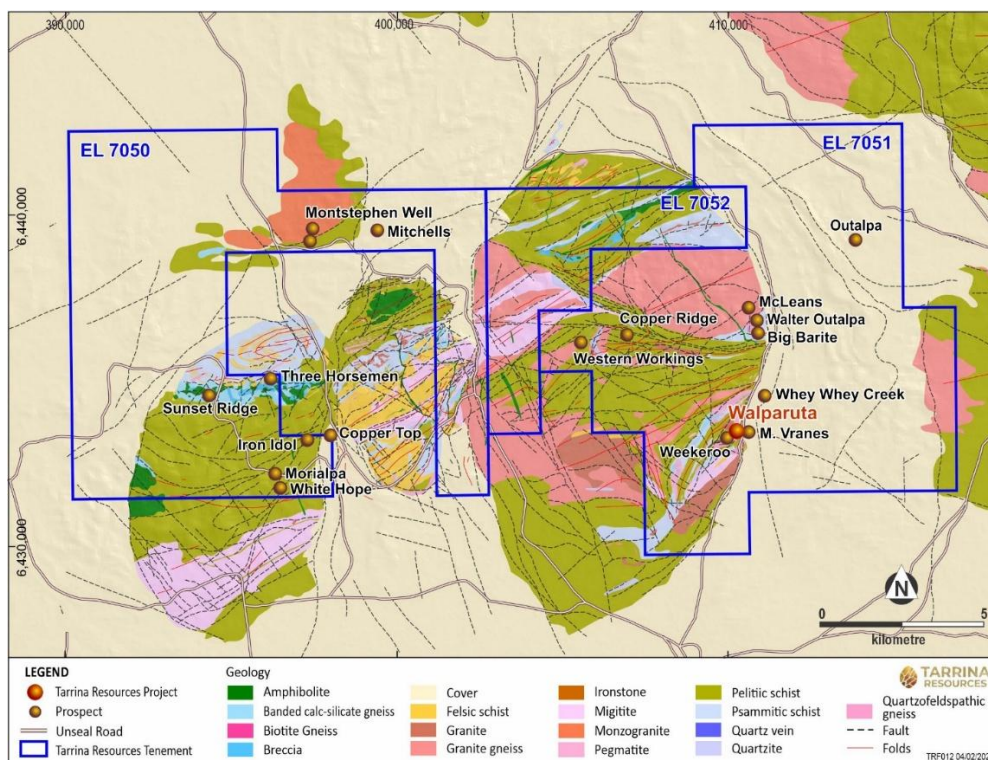 390,000
400,000
410,000
6,440,000
6,430,000
EL 7050
EL 7051
EL 7052
Montstephen Well
Mitchells
Outalpa
McLeans
Walter Outalpa
Big Barite
Copper Ridge
Western Workings
Three Horsemen
Sunset Ridge
Whey Whey Creek
Walparuta
M. Vranes
Weekeroo
Iron Idol
Copper Top
Morialpa
White Hope
N
0
5
kilometre
LEGEND
Tarrina Resources Project
Prospect
Unseal Road
Tarrina Resources Tenement
Geology
Amphibolite
Banded calc-silicate gneiss
Biotite Gneiss
Breccia
Cover
Felsic schist
Granite
Granite gneiss
Ironstone
Migitite
Monzogranite
Pegmatite
Pelitic schist
Psammitic schist
Quartz vein
Quartzite
TARRINA
RESOURCES
Quartzofeldspathic
gneiss
Fault
Folds
TRF012